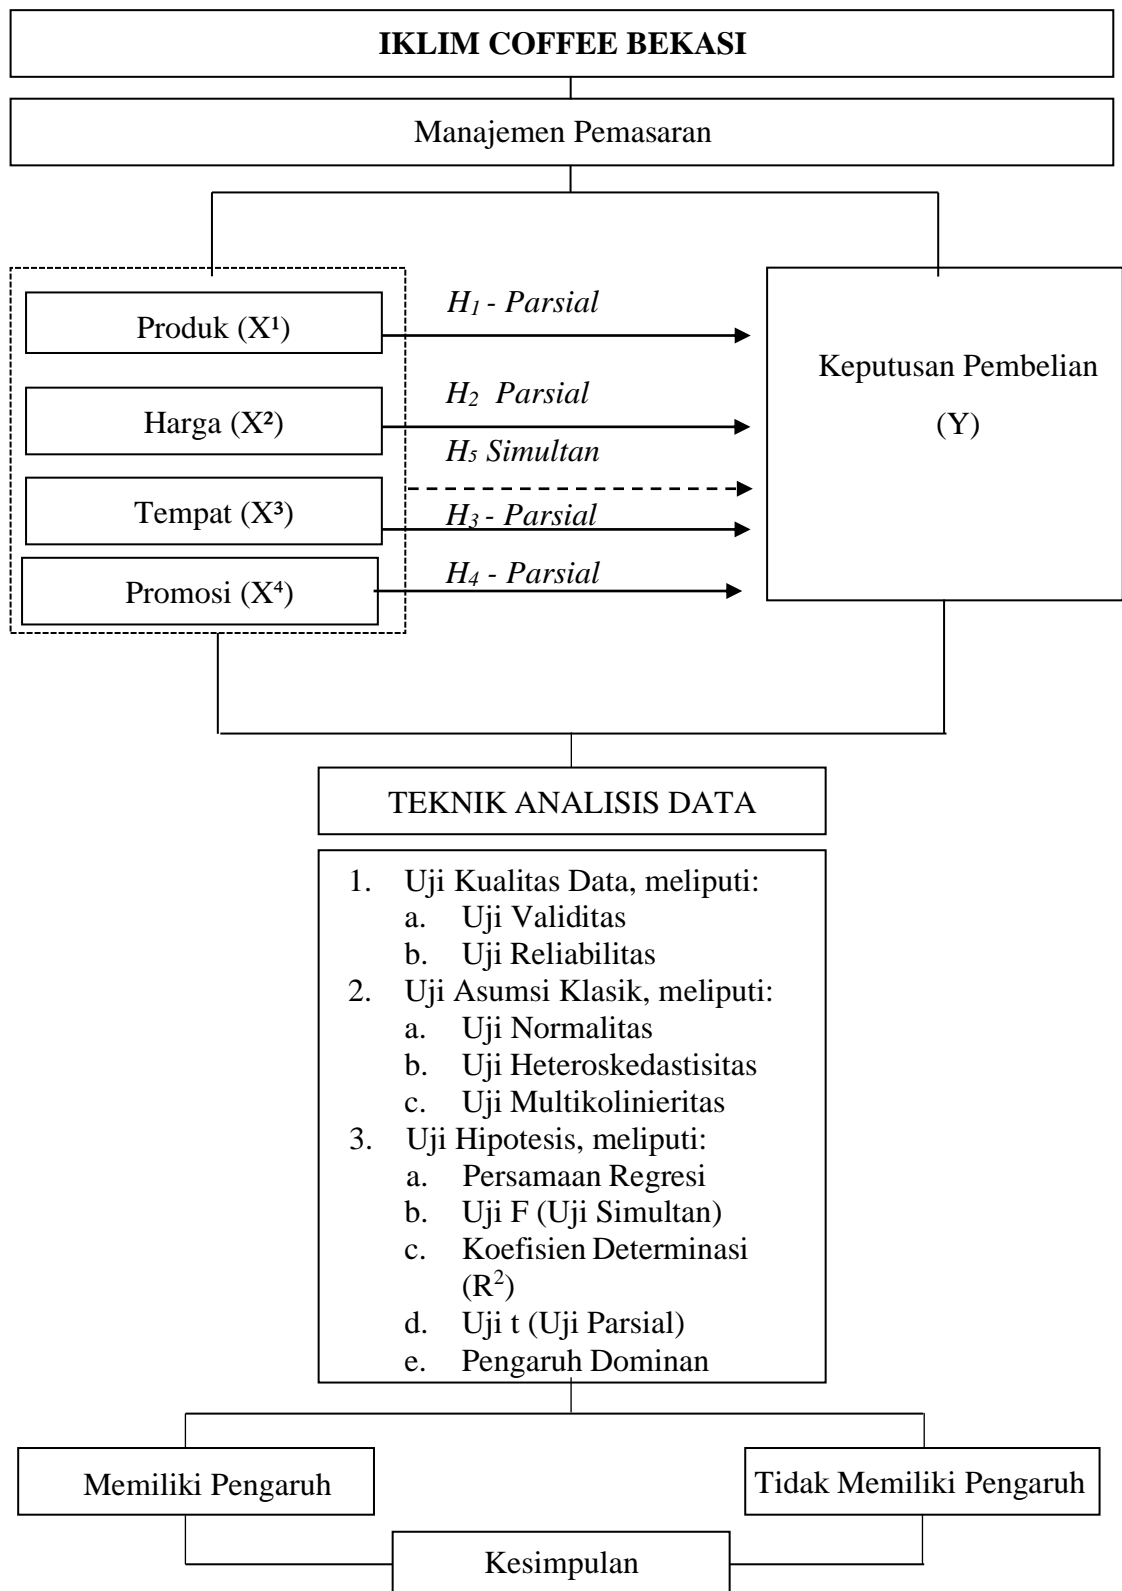 IKLIM COFFEE BEKASI
Manajemen Pemasaran
Produk (X¹)
H₁ - Parsial
Keputusan Pembelian
(Y)
Harga (X²)
H₂ Parsial
H₅ Simultan
Tempat (X³)
H₃ - Parsial
Promosi (X⁴)
H₄ - Parsial
TEKNIK ANALISIS DATA
1. Uji Kualitas Data, meliputi:
a. Uji Validitas
b. Uji Reliabilitas
2. Uji Asumsi Klasik, meliputi:
a. Uji Normalitas
b. Uji Heteroskedastisitas
c. Uji Multikolinieritas
3. Uji Hipotesis, meliputi:
a. Persamaan Regresi
b. Uji F (Uji Simultan)
c. Koefisien Determinasi
(R²)
d. Uji t (Uji Parsial)
e. Pengaruh Dominan
Memiliki Pengaruh
Tidak Memiliki Pengaruh
Kesimpulan